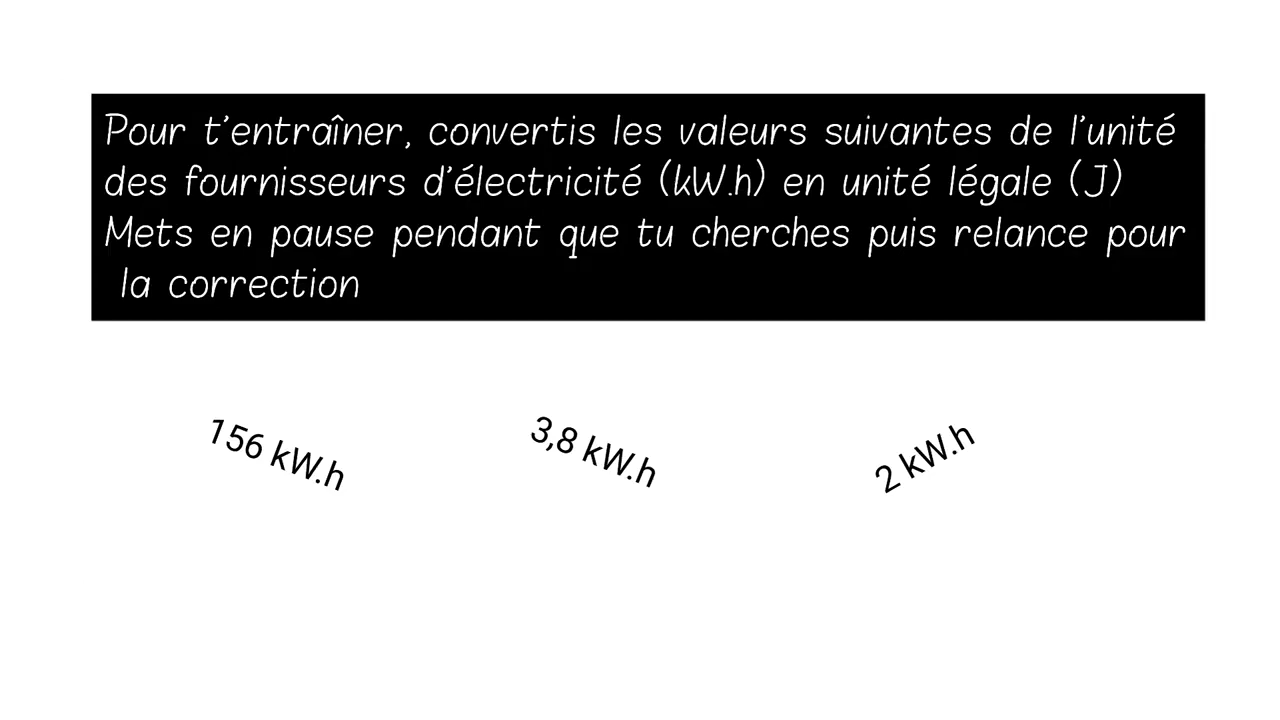 Pour t'entraîner, convertis les valeurs suivantes de l'unité
des fournisseurs d'électricité (kW.h) en unité légale (J)
Mets en pause pendant que tu cherches puis relance pour
la correction
156 kW.h
3,8 kW.h
2 kW.h